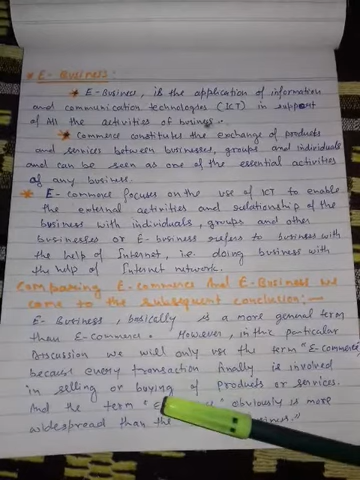 * E- Business:
* E-Business, is the application of information
and communication technologies (ICT) in support
of All the activities of business.
* Commerce constitutes the exchange of products
and services between businesses, groups and individuals
and can be seen as one of the essential activities
of any business.
* E- Commerce focuses on the use of ICT to enable
the external activities and relationship of the
business with individuals, groups and other
businesses or E- business refers to business with
the help of Internet, i.e. doing business with
the help of Internet network.
Comparing E-commerce And E-Business we
come to the subsequent conclusion:-
E- Business, basically is a more general term
than E-commerce. However, in this particular
discussion we will only use the term "E-commerce
because every transaction finally is involved
in selling or buying of products or services.
And the term "E obviously is more
widespread than the